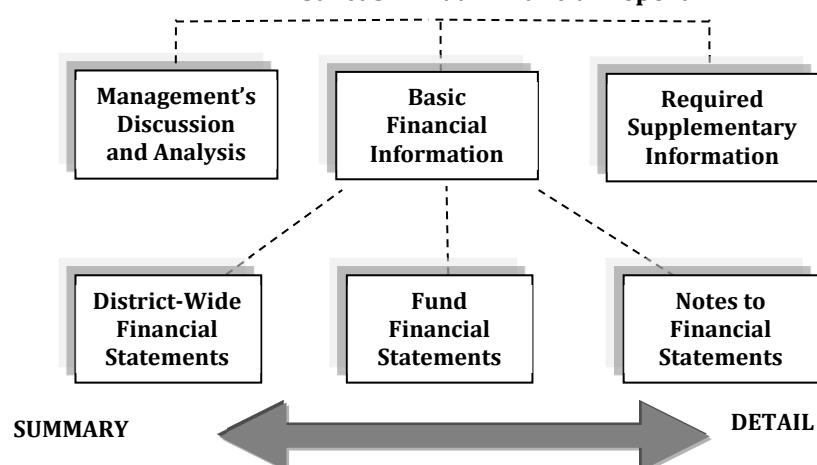 Management's
Discussion
and Analysis
Basic
Financial
Information
Required
Supplementary
Information
District-Wide
Financial
Statements
Fund
Financial
Statements
Notes to
Financial
Statements
SUMMARY
DETAIL